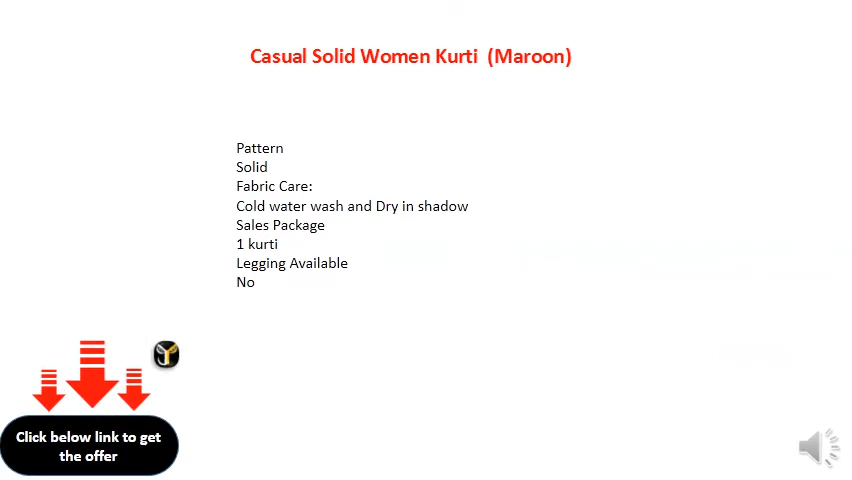 Casual Solid Women Kurti (Maroon)
Pattern
Solid
Fabric Care:
Cold water wash and Dry in shadow
Sales Package
1 kurti
Legging Available
No
Click below link to get
the offer